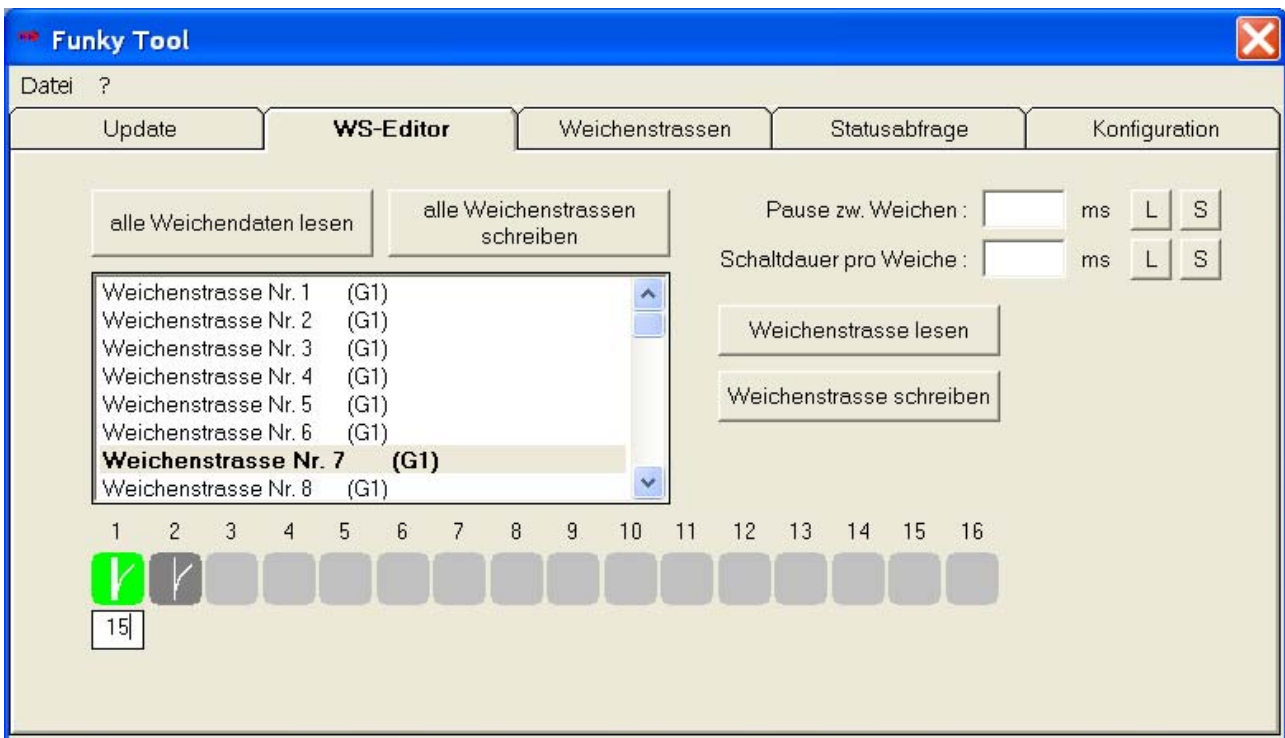 Funky Tool
Datei ?
Update WS-Editor Weichenstrassen Statusabfrage Konfiguration
alle Weichendaten lesen
alle Weichenstrassen
schreiben
Pause zw. Weichen : ms L S
Schaltdauer pro Weiche : ms L S
Weichenstrasse Nr. 1 (G1)
Weichenstrasse Nr. 2 (G1)
Weichenstrasse Nr. 3 (G1)
Weichenstrasse Nr. 4 (G1)
Weichenstrasse Nr. 5 (G1)
Weichenstrasse Nr. 6 (G1)
Weichenstrasse Nr. 7 (G1)
Weichenstrasse Nr. 8 (G1)
Weichenstrasse lesen
Weichenstrasse schreiben
1 2 3 4 5 6 7 8 9 10 11 12 13 14 15 16
15